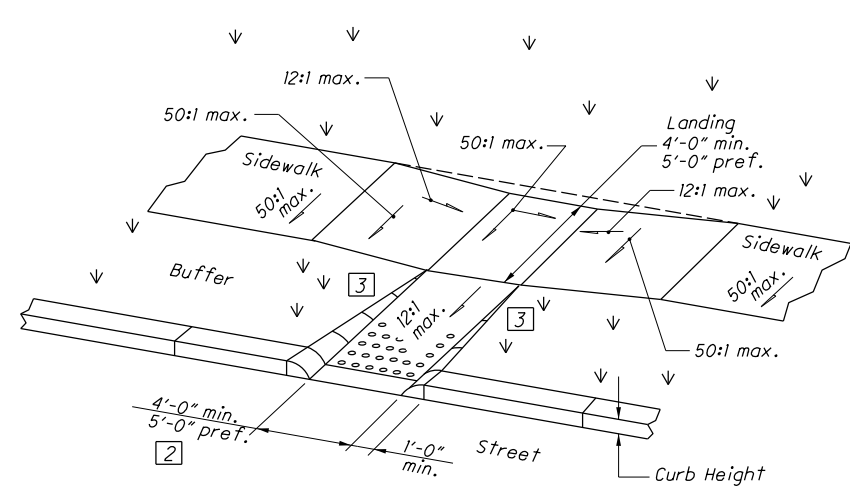 12:1 max.
50:1 max.
50:1 max.
Landing
4'-0" min.
5'-0" pref.
12:1 max.
Sidewalk
50:1
max.
Sidewalk
50:1
max.
Buffer
3
12:1
max.
3
50:1 max.
4'-0" min.
5'-0" pref.
2
1'-0"
min.
Street
Curb Height